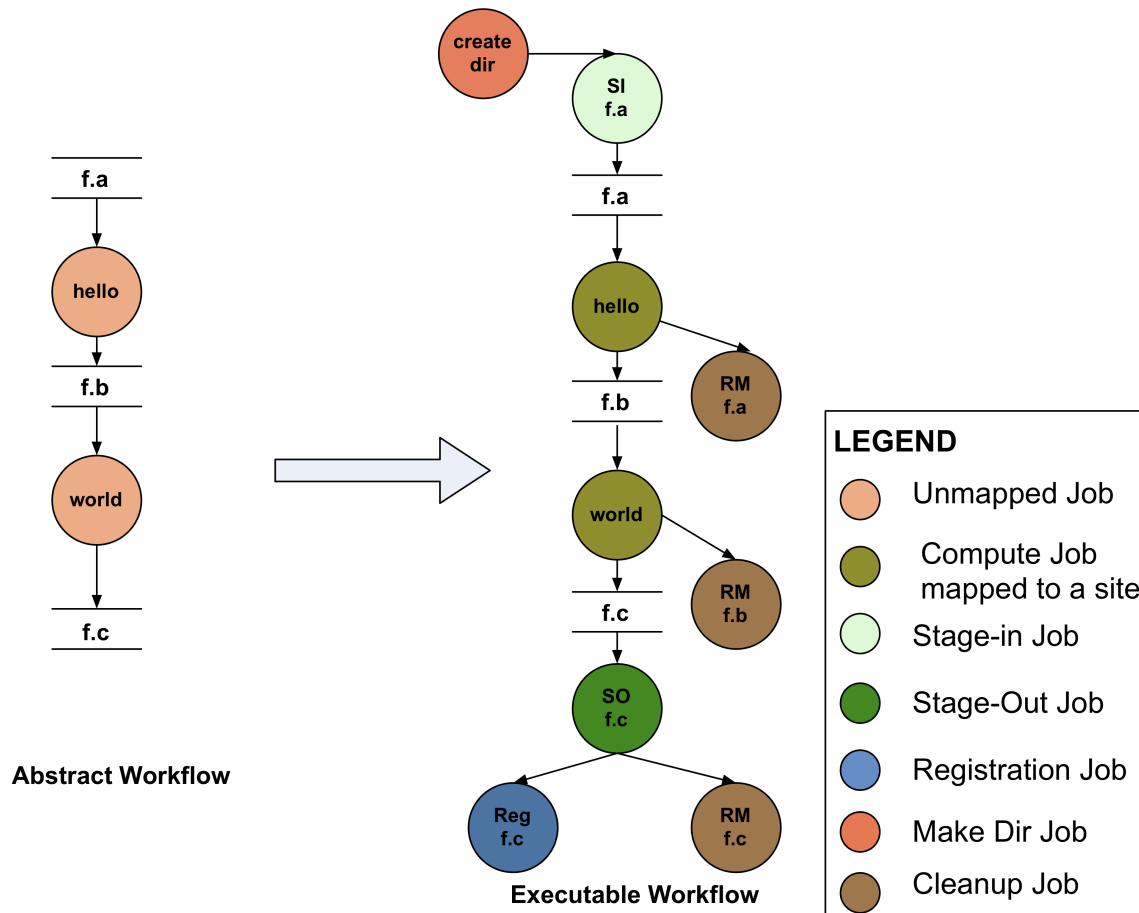 f.a
hello
f.b
world
f.c
Abstract Workflow
create
dir
SI
f.a
f.a
hello
RM
f.a
f.b
world
RM
f.b
f.c
SO
f.c
Reg
f.c
RM
f.c
Executable Workflow
LEGEND
Unmapped Job
Compute Job
mapped to a site
Stage-in Job
Stage-Out Job
Registration Job
Make Dir Job
Cleanup Job